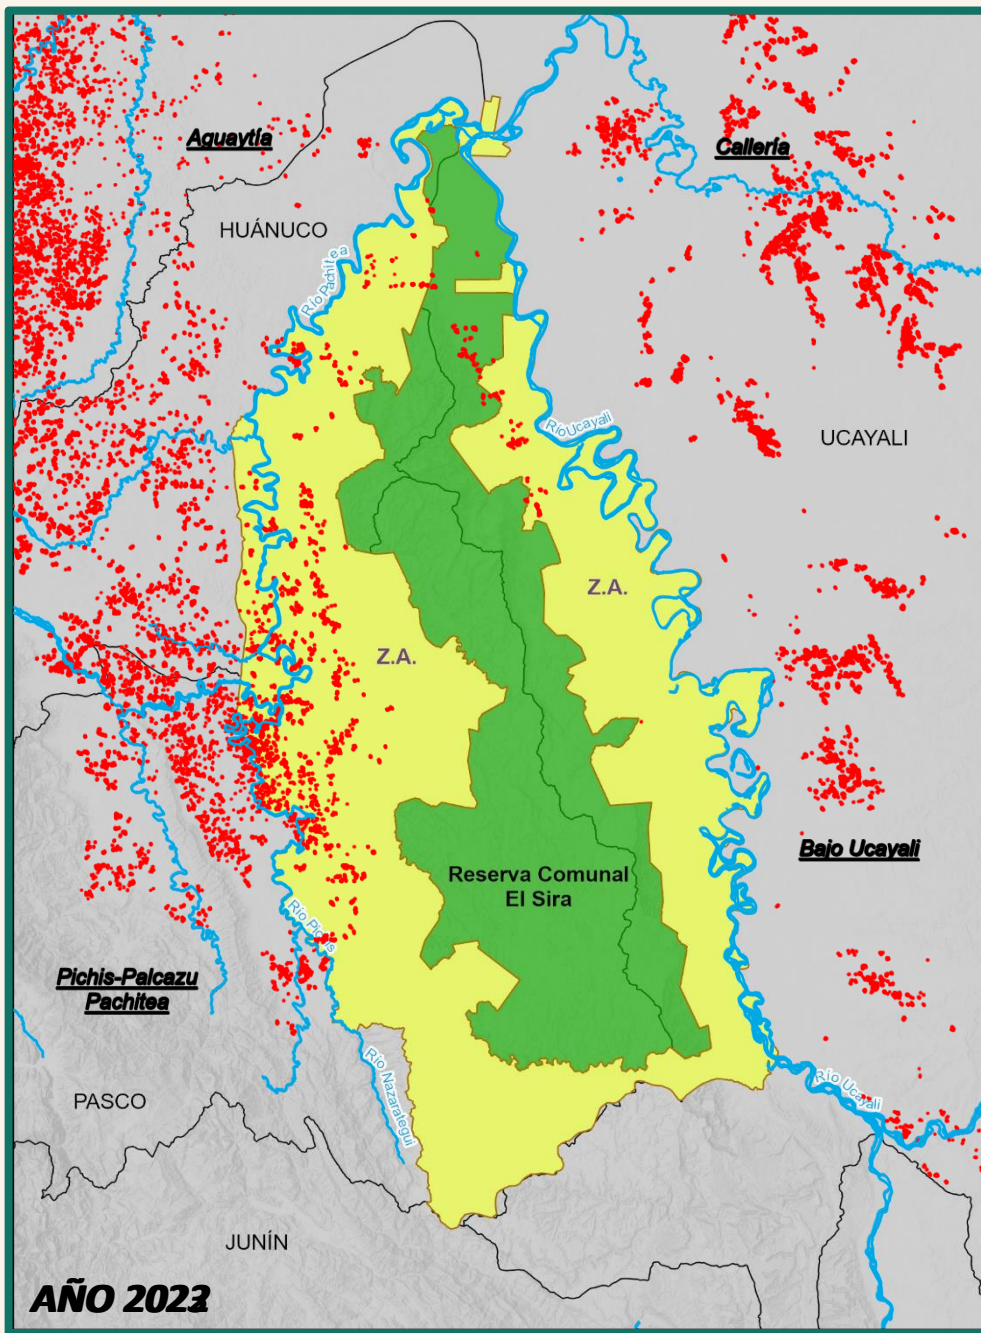 Aguaytía
Callería
HUÁNUCO
Río Pachitea
UCAYALI
Río Ucayali
Z.A.
Z.A.
Reserva Comunal
El Sira
Bajo Ucayali
Río Pichis
Pichis-Palcazu
Pachitea
Río Nazarategui
Río Ucayali
PASCO
JUNÍN
AÑO